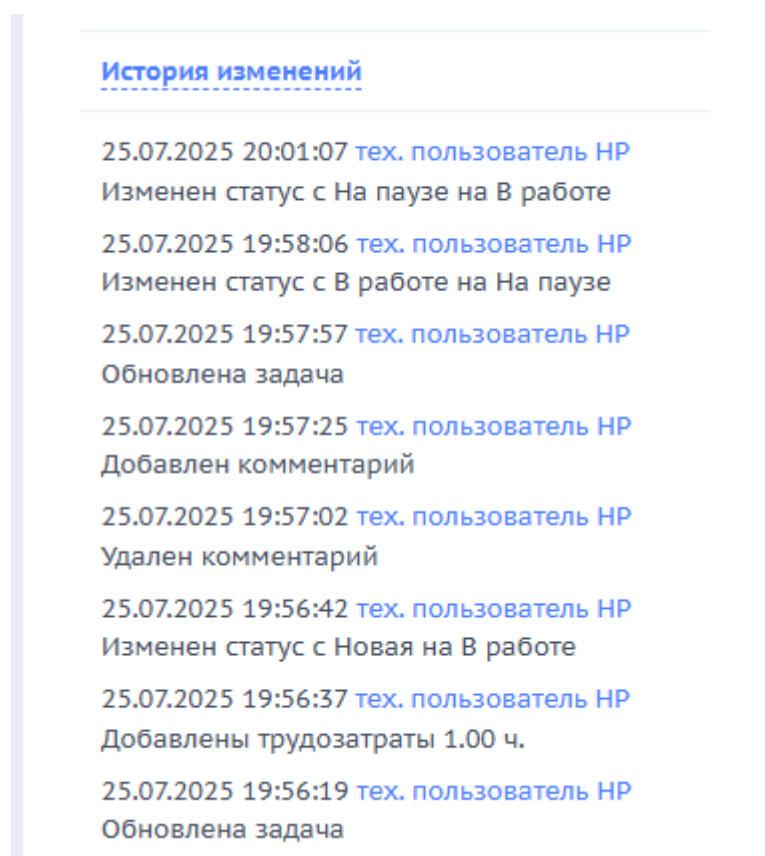 История изменений
25.07.2025 20:01:07 тех. пользователь НР
Изменен статус с На паузе на В работе
25.07.2025 19:58:06 тех. пользователь НР
Изменен статус с В работе на На паузе
25.07.2025 19:57:57 тех. пользователь НР
Обновлена задача
25.07.2025 19:57:25 тех. пользователь НР
Добавлен комментарий
25.07.2025 19:57:02 тех. пользователь НР
Удален комментарий
25.07.2025 19:56:42 тех. пользователь НР
Изменен статус с Новая на В работе
25.07.2025 19:56:37 тех. пользователь НР
Добавлены трудозатраты 1.00 ч.
25.07.2025 19:56:19 тех. пользователь НР
Обновлена задача